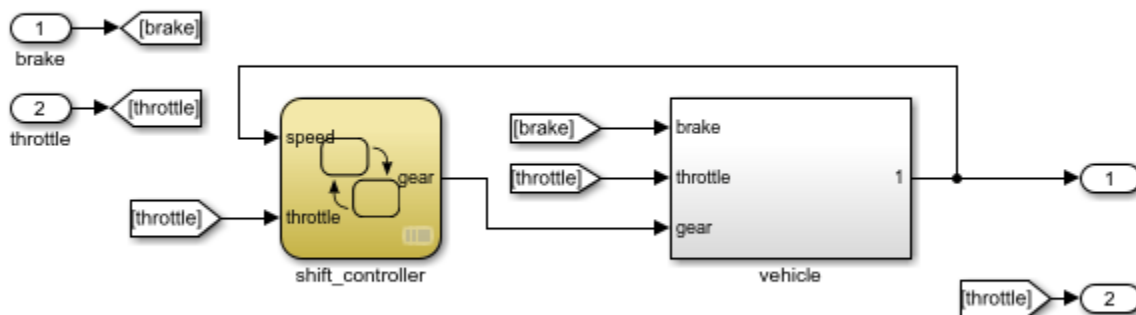 1
[brake]
brake
2
[throttle]
throttle
speed
gear
throttle
[throttle]
shift_controller
[brake]
[throttle]
brake
throttle
1
gear
vehicle
1
[throttle]
2